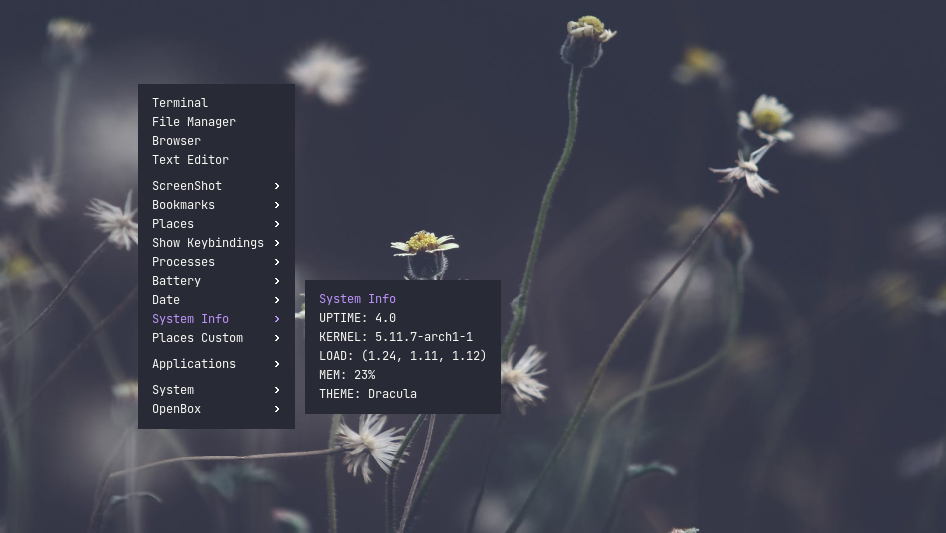 Terminal
File Manager
Browser
Text Editor
ScreenShot
Bookmarks
Places
Show Keybindings
Processes
Battery
Date
System Info
Places Custom
Applications
System
OpenBox
System Info
UPTIME: 4.0
KERNEL: 5.11.7-arch1-1
LOAD: (1.24, 1.11, 1.12)
MEM: 23%
THEME: Dracula